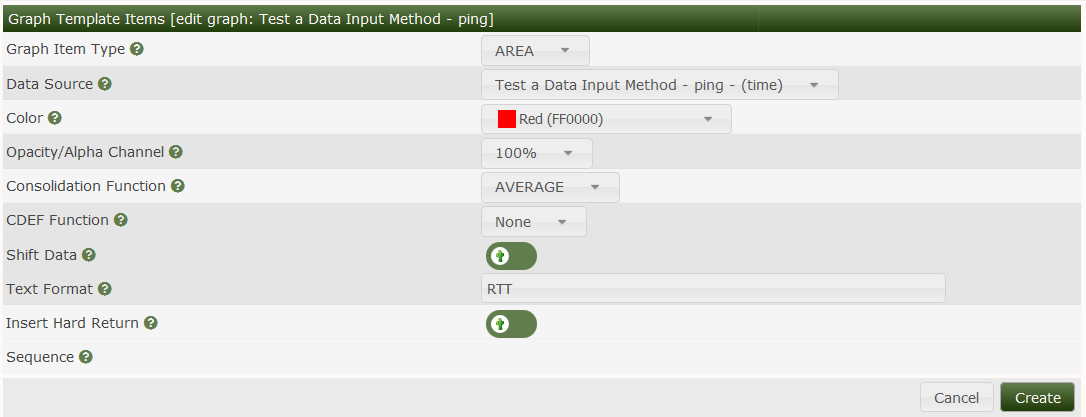 Graph Template Items [edit graph: Test a Data Input Method - ping]
Graph Item Type AREA
Data Source Test a Data Input Method - ping - (time)
Color Red (FF0000)
Opacity/Alpha Channel 100%
Consolidation Function AVERAGE
CDEF Function None
Shift Data
Text Format RTT
Insert Hard Return
Sequence
Cancel Create